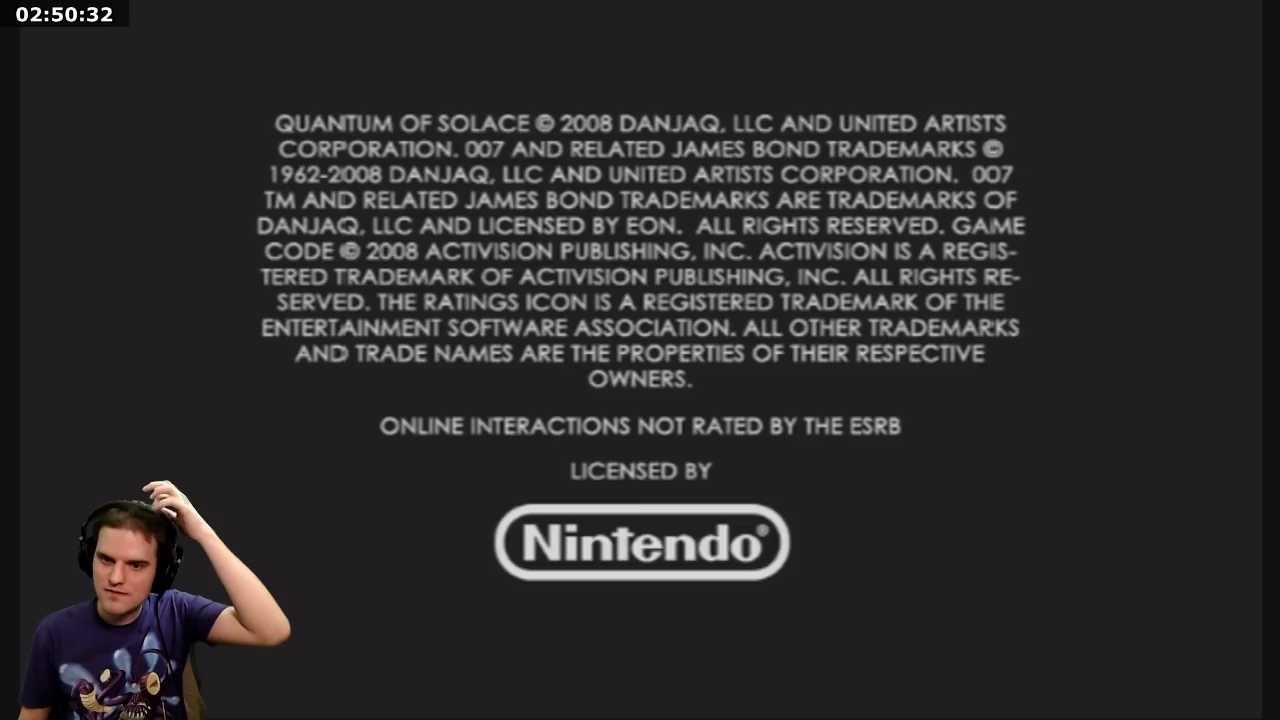 02:50:32
QUANTUM OF SOLACE © 2008 DANJAQ, LLC AND UNITED ARTISTS
CORPORATION. 007 AND RELATED JAMES BOND TRADEMARKS ©
1962-2008 DANJAQ, LLC AND UNITED ARTISTS CORPORATION. 007
TM AND RELATED JAMES BOND TRADEMARKS ARE TRADEMARKS OF
DANJAQ, LLC AND LICENSED BY EON. ALL RIGHTS RESERVED. GAME
CODE © 2008 ACTIVISION PUBLISHING, INC. ACTIVISION IS A REGIS-
TERED TRADEMARK OF ACTIVISION PUBLISHING, INC. ALL RIGHTS RE-
SERVED. THE RATINGS ICON IS A REGISTERED TRADEMARK OF THE
ENTERTAINMENT SOFTWARE ASSOCIATION. ALL OTHER TRADEMARKS
AND TRADE NAMES ARE THE PROPERTIES OF THEIR RESPECTIVE
OWNERS.
ONLINE INTERACTIONS NOT RATED BY THE ESRB
LICENSED BY
Nintendo®